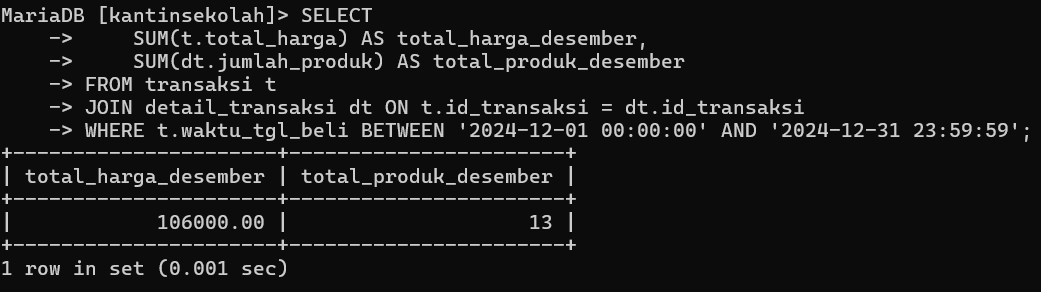 MariaDB [kantinsekolah]> SELECT
    ->     SUM(t.total_harga) AS total_harga_desember,
    ->     SUM(dt.jumlah_produk) AS total_produk_desember
    -> FROM transaksi t
    -> JOIN detail_transaksi dt ON t.id_transaksi = dt.id_transaksi
    -> WHERE t.waktu_tgl_beli BETWEEN '2024-12-01 00:00:00' AND '2024-12-31 23:59:59';
+----------------------+-----------------------+
| total_harga_desember | total_produk_desember |
+----------------------+-----------------------+
|            106000.00 |                    13 |
+----------------------+-----------------------+
1 row in set (0.001 sec)